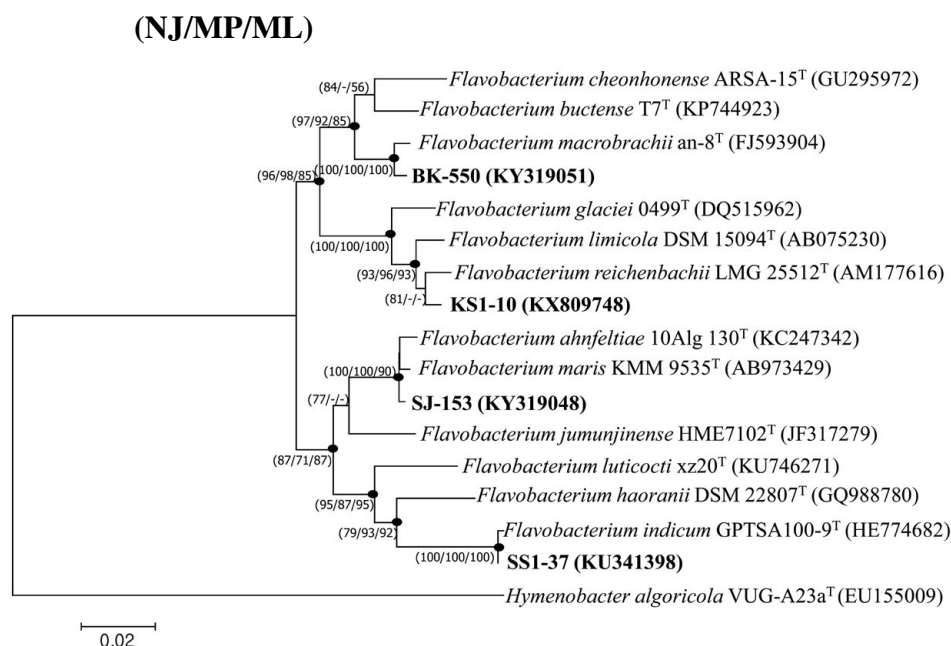 (NJ/MP/ML)
Flavobacterium cheonhonense ARSA-15ᵀ (GU295972)
(84/-/56)
Flavobacterium buctense T7ᵀ (KP744923)
(97/92/85)
Flavobacterium macrobrachii an-8ᵀ (FJ593904)
(100/100/100)
BK-550 (KY319051)
(96/98/85)
Flavobacterium glaciei 0499ᵀ (DQ515962)
(100/100/100)
Flavobacterium limicola DSM 15094ᵀ (AB075230)
(93/96/93)
Flavobacterium reichenbachii LMG 25512ᵀ (AM177616)
(81/-/-)
KS1-10 (KX809748)
Flavobacterium ahnfeltiae 10Alg 130ᵀ (KC247342)
(100/100/90)
Flavobacterium maris KMM 9535ᵀ (AB973429)
(77/-/-)
SJ-153 (KY319048)
Flavobacterium jumunjinense HME7102ᵀ (JF317279)
(87/71/87)
Flavobacterium luticocti xz20ᵀ (KU746271)
(95/87/95)
Flavobacterium haoranii DSM 22807ᵀ (GQ988780)
(79/93/92)
Flavobacterium indicum GPTSA100-9ᵀ (HE774682)
(100/100/100)
SS1-37 (KU341398)
Hymenobacter algoricola VUG-A23aᵀ (EU155009)
0.02